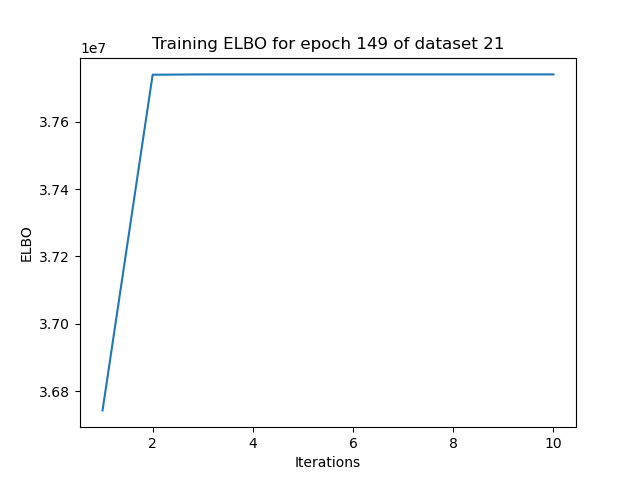 Training ELBO for epoch 149 of dataset 21
1e7
3.76
3.74
3.72
3.70
3.68
ELBO
2
4
6
8
10
Iterations